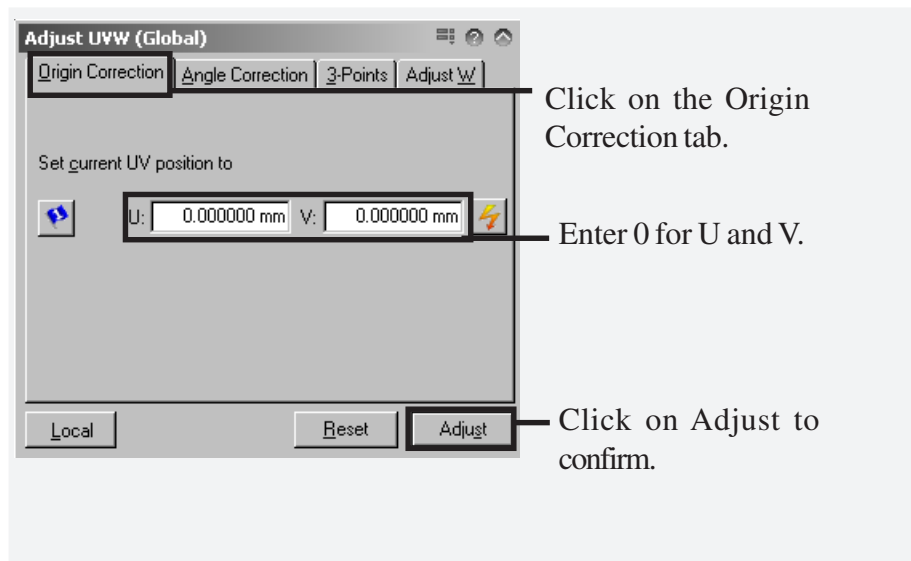 Adjust UVW (Global)
Origin Correction Angle Correction 3-Points Adjust W
Click on the Origin
Correction tab.
Set current UV position to
U: 0.000000 mm V: 0.000000 mm
Enter 0 for U and V.
Local Reset Adjust
Click on Adjust to
confirm.